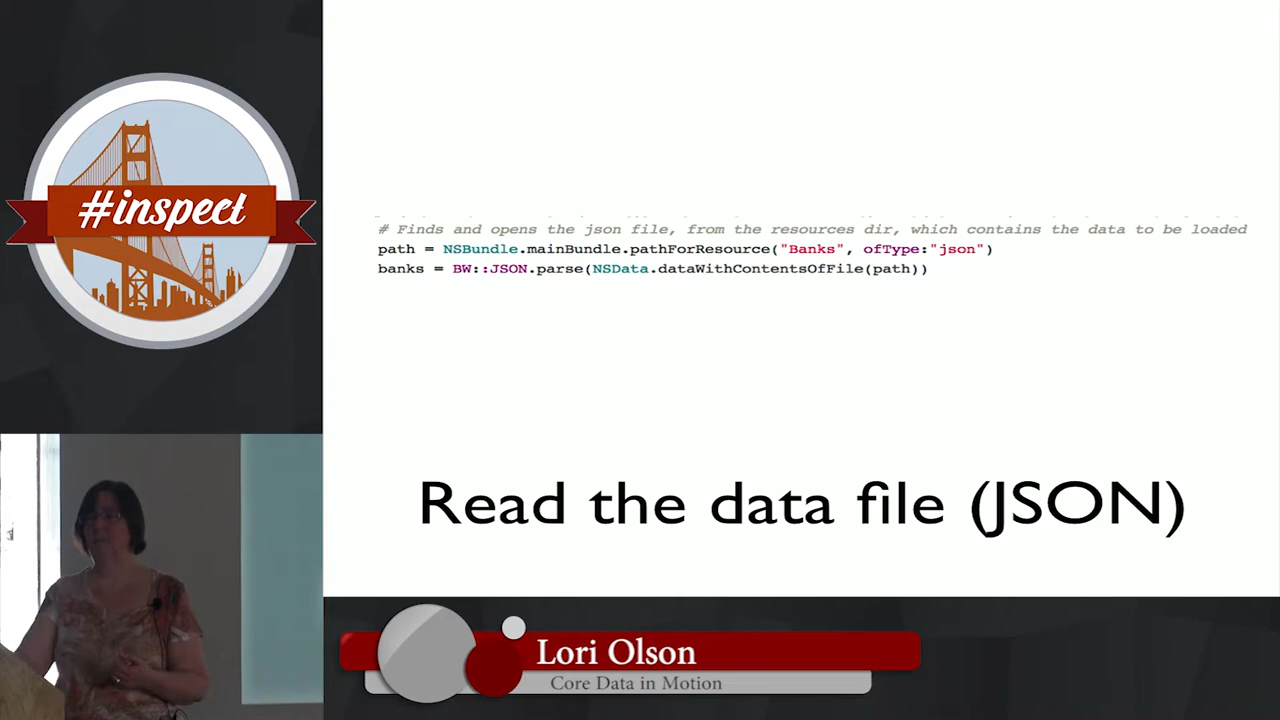 #inspect
# Finds and opens the json file, from the resources dir, which contains the data to be loaded
path = NSBundle.mainBundle.pathForResource("Banks", ofType:"json")
banks = BW::JSON.parse(NSData.dataWithContentsOfFile(path))
Read the data file (JSON)
Lori Olson
Core Data in Motion